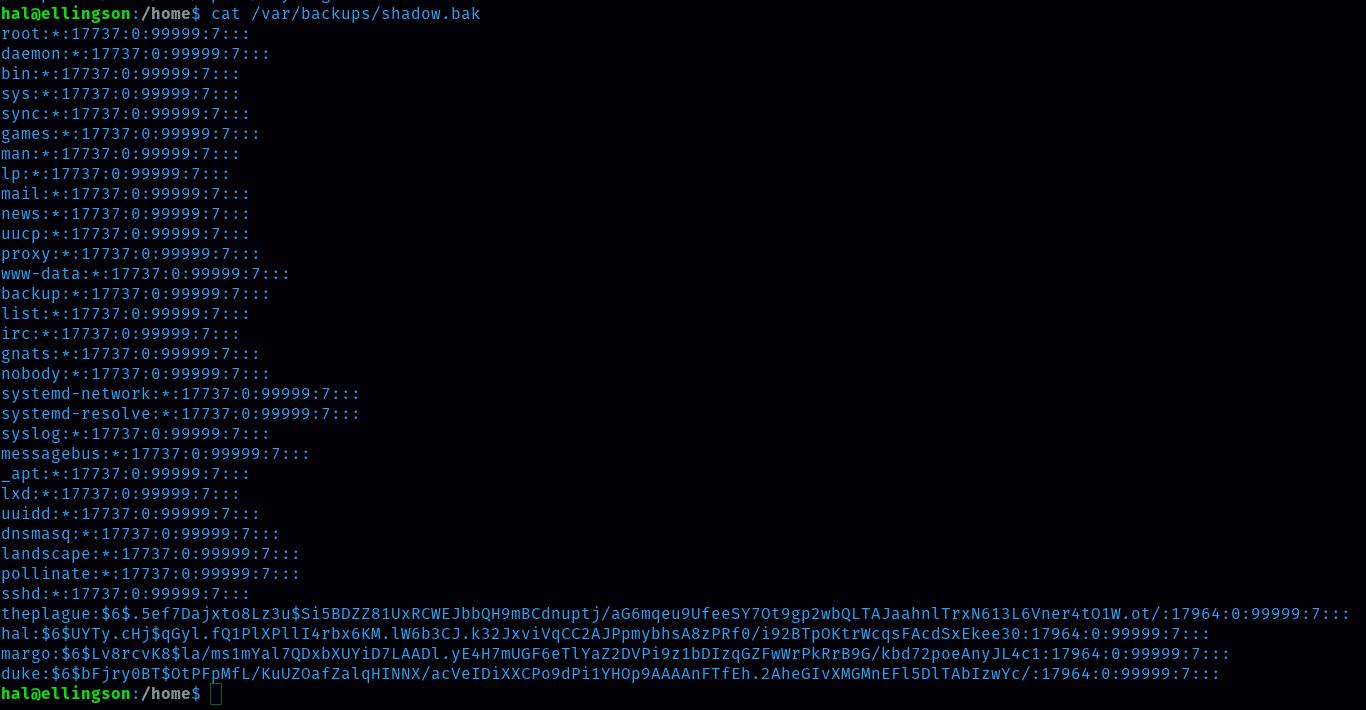 hal@ellingson:/home$ cat /var/backups/shadow.bak
root:*:17737:0:99999:7:::
daemon:*:17737:0:99999:7:::
bin:*:17737:0:99999:7:::
sys:*:17737:0:99999:7:::
sync:*:17737:0:99999:7:::
games:*:17737:0:99999:7:::
man:*:17737:0:99999:7:::
lp:*:17737:0:99999:7:::
mail:*:17737:0:99999:7:::
news:*:17737:0:99999:7:::
uucp:*:17737:0:99999:7:::
proxy:*:17737:0:99999:7:::
www-data:*:17737:0:99999:7:::
backup:*:17737:0:99999:7:::
list:*:17737:0:99999:7:::
irc:*:17737:0:99999:7:::
gnats:*:17737:0:99999:7:::
nobody:*:17737:0:99999:7:::
systemd-network:*:17737:0:99999:7:::
systemd-resolve:*:17737:0:99999:7:::
syslog:*:17737:0:99999:7:::
messagebus:*:17737:0:99999:7:::
_apt:*:17737:0:99999:7:::
lxd:*:17737:0:99999:7:::
uuidd:*:17737:0:99999:7:::
dnsmasq:*:17737:0:99999:7:::
landscape:*:17737:0:99999:7:::
pollinate:*:17737:0:99999:7:::
sshd:*:17737:0:99999:7:::
theplague:$6$.5ef7Dajxto8Lz3u$Si5BDZZ81UxRCWEJbbQH9mBCdnuptj/aG6mqeu9UfeeSY7Ot9gp2wbQLTAJaahnlTrxN613L6Vner4tO1W.ot/:17964:0:99999:7:::
hal:$6$UYTy.cHj$qGyl.fQ1PlXPllI4rbx6KM.lW6b3CJ.k32JxviVqCC2AJPpmybhsA8zPRf0/i92BTpOKtrWcqsFAcdSxEkee30:17964:0:99999:7:::
margo:$6$Lv8rcvK8$la/ms1mYal7QDxbXUYiD7LAADl.yE4H7mUGF6eTlYaZ2DVPi9z1bDIzqGZFwWrPkRrB9G/kbd72poeAnyJL4c1:17964:0:99999:7:::
duke:$6$bFjry0BT$OtPFpMfL/KuUZOafZalqHINNX/acVeIDiXXCPo9dPi1YHOp9AAAAnFTfEh.2AheGIvXMGMnEFl5DlTAbIzwYc/:17964:0:99999:7:::
hal@ellingson:/home$